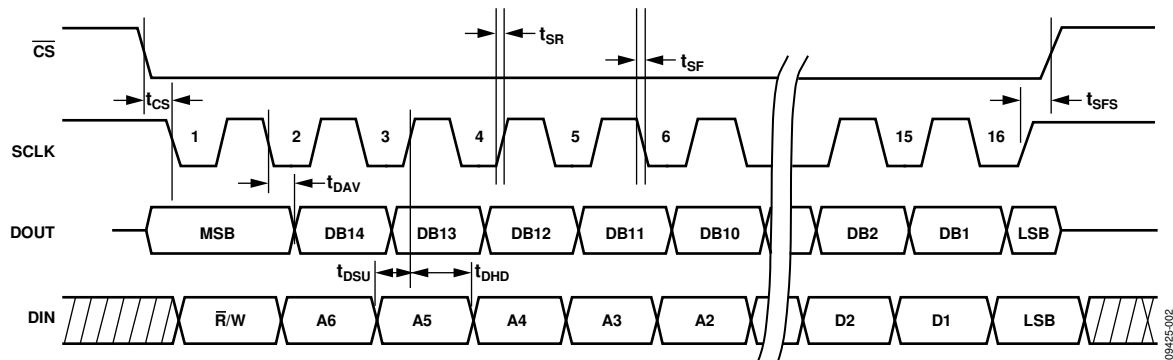 t_SR
CS
t_SF
t_CS
t_SFS
SCLK
1 2 3 4 5 6 15 16
t_DAV
DOUT
MSB DB14 DB13 DB12 DB11 DB10 DB2 DB1 LSB
t_DSU t_DHD
DIN
R̅/W A6 A5 A4 A3 A2 D2 D1 LSB
09425-002